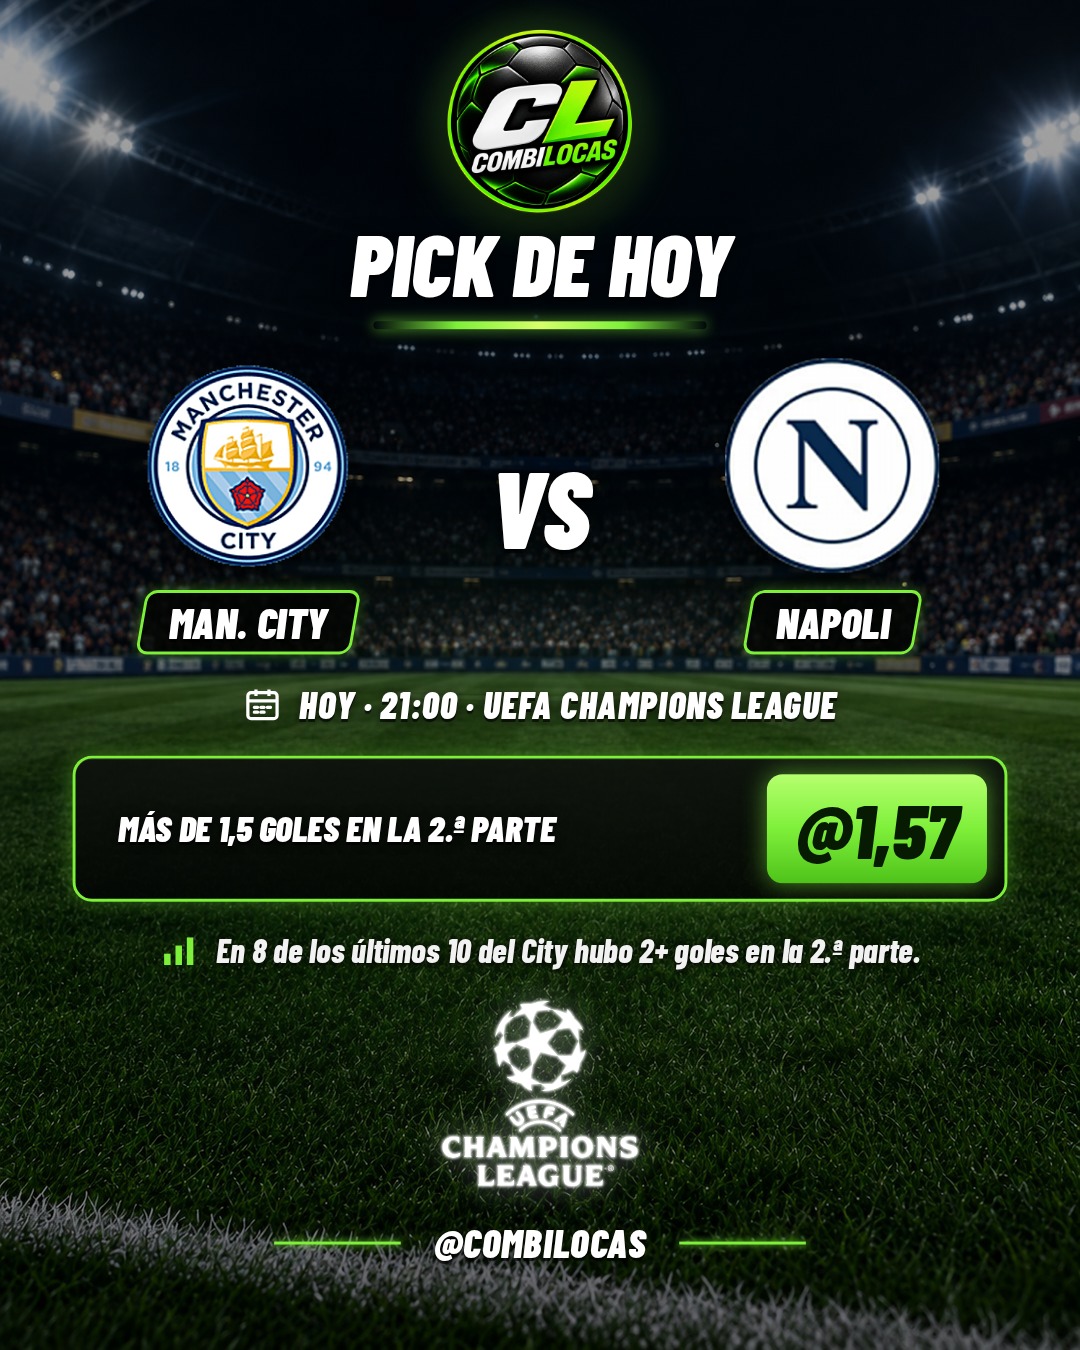 CL
COMBILOCAS
PICK DE HOY
MANCHESTER
18 94
CITY
N
VS
MAN. CITY
NAPOLI
HOY · 21:00 · UEFA CHAMPIONS LEAGUE
MÁS DE 1,5 GOLES EN LA 2.ª PARTE
@1,57
En 8 de los últimos 10 del City hubo 2+ goles en la 2.ª parte.
UEFA
CHAMPIONS
LEAGUE®
@COMBILOCAS